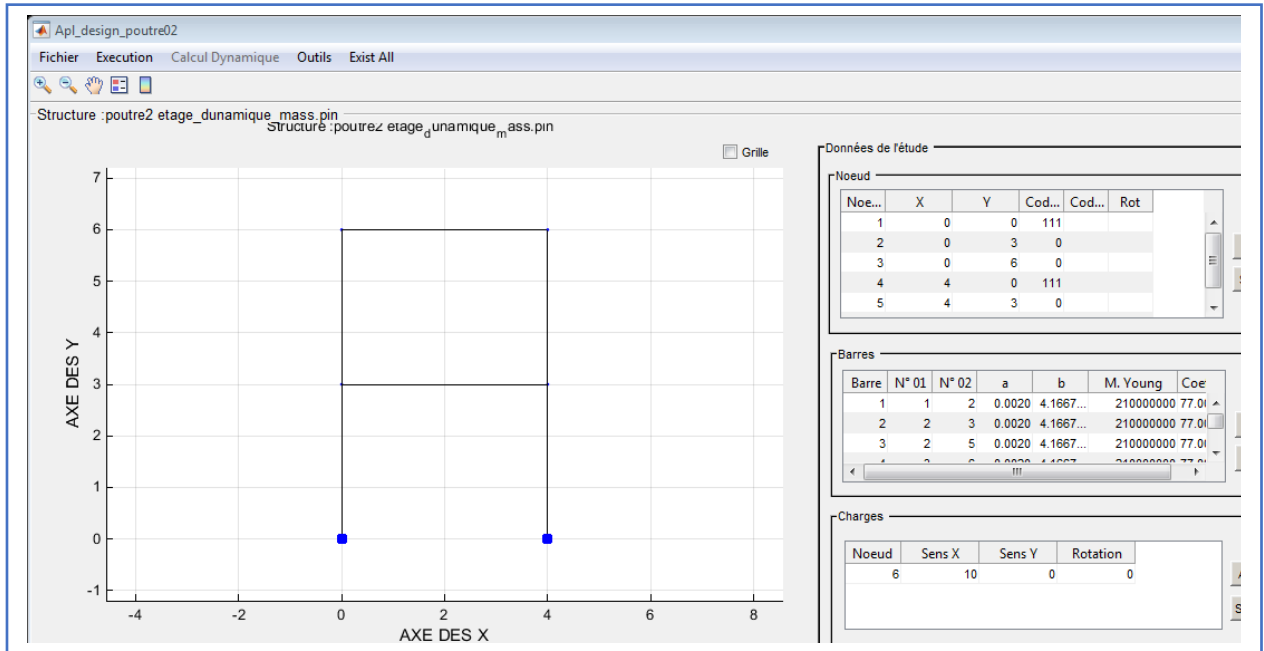 Apl_design_poutre02
Fichier Execution Calcul Dynamique Outils Exist All
Structure :poutre2 etage_dunamique_mass.pin
Structure :poutre2 etage_dunamique_mass.pin
Grille
7
6
5
4
3
2
1
0
-1
AXE DES Y
-4 -2 0 2 4 6 8
AXE DES X
Données de l'étude
Noeud
Noe... X Y Cod... Cod... Rot
1 0 0 111
2 0 3 0
3 0 6 0
4 4 0 111
5 4 3 0
Barres
Barre N° 01 N° 02 a b M. Young
1 1 2 0.0020 4.1667... 210000000 77.0
2 2 3 0.0020 4.1667... 210000000 77.0
3 2 5 0.0020 4.1667... 210000000 77.0
Charges
Noeud Sens X Sens Y Rotation
6 10 0 0